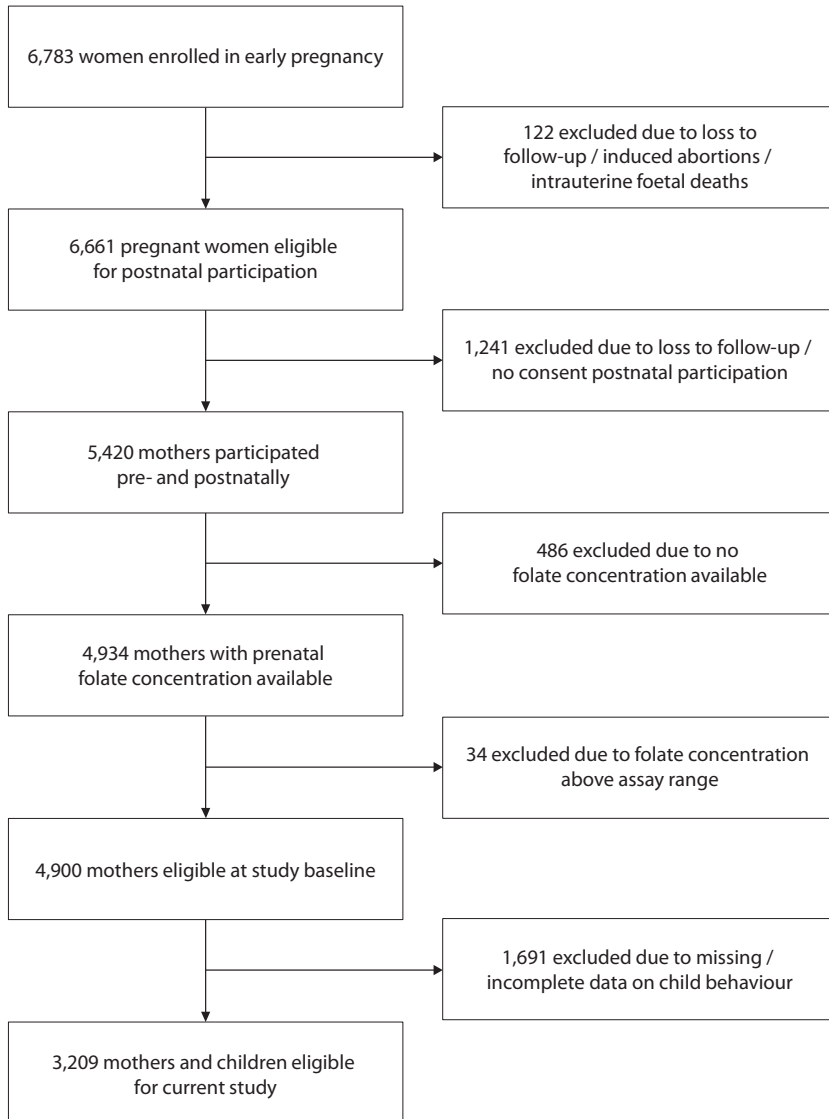 6,783 women enrolled in early pregnancy
122 excluded due to loss to
follow-up / induced abortions /
intrauterine foetal deaths
6,661 pregnant women eligible
for postnatal participation
1,241 excluded due to loss to follow-up /
no consent postnatal participation
5,420 mothers participated
pre- and postnatally
486 excluded due to no
folate concentration available
4,934 mothers with prenatal
folate concentration available
34 excluded due to folate concentration
above assay range
4,900 mothers eligible at study baseline
1,691 excluded due to missing /
incomplete data on child behaviour
3,209 mothers and children eligible
for current study